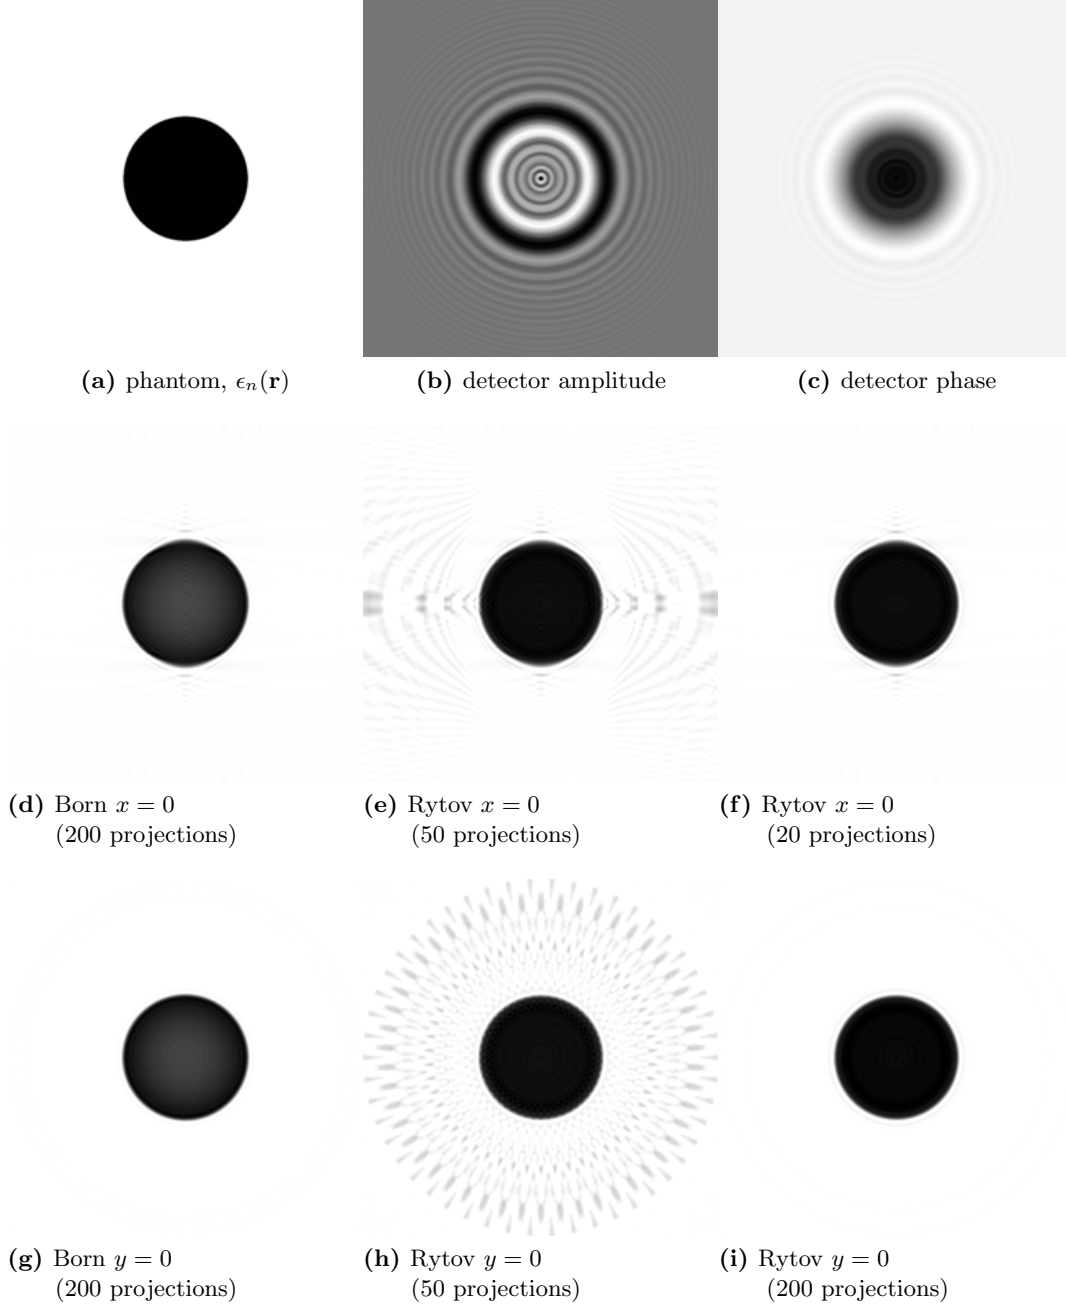 (a) phantom, ϵn(r)
(b) detector amplitude
(c) detector phase
(d) Born x = 0
(200 projections)
(e) Rytov x = 0
(50 projections)
(f) Rytov x = 0
(20 projections)
(g) Born y = 0
(200 projections)
(h) Rytov y = 0
(50 projections)
(i) Rytov y = 0
(200 projections)